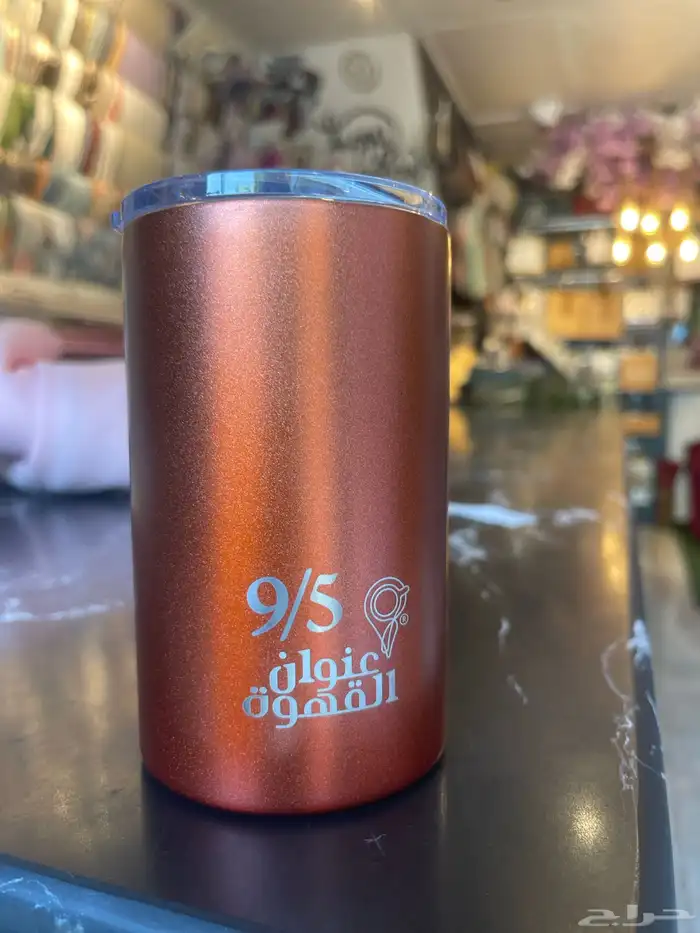 9/5
®
عنوان
القهوة
حراج